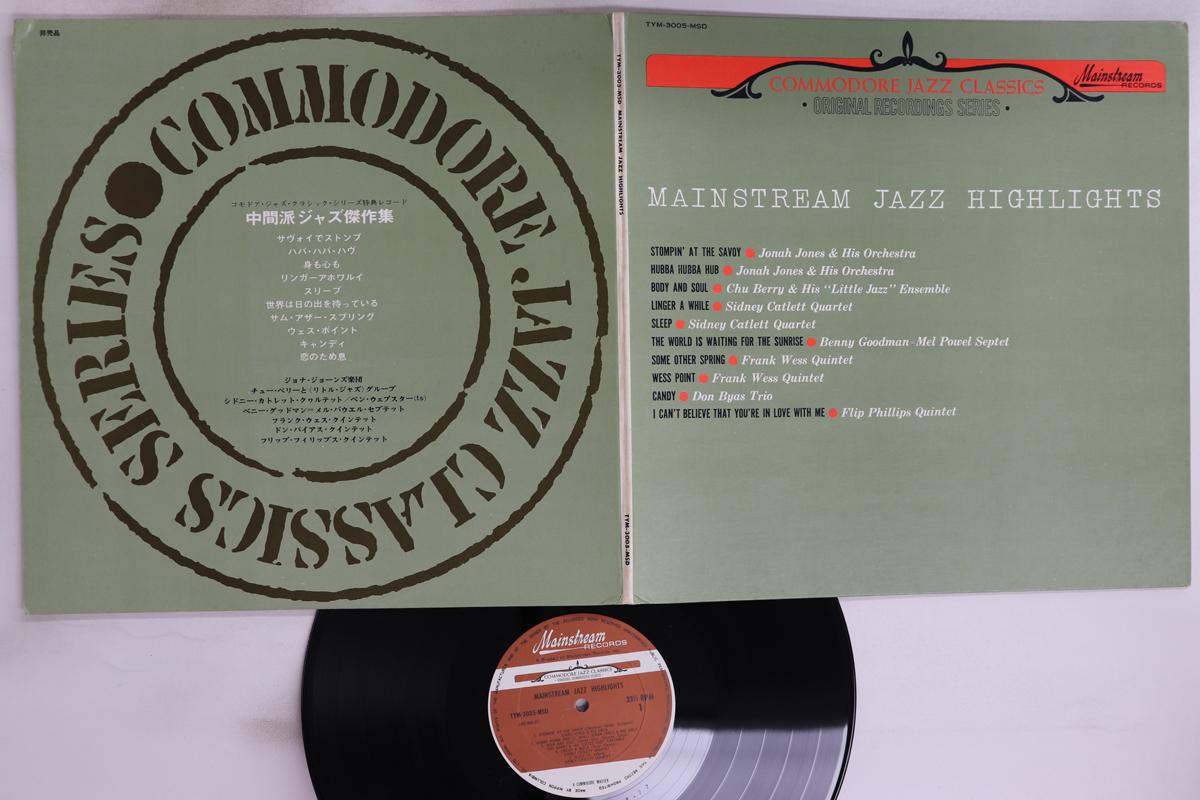 非売品
COMMODORE JAZZ CLASSICS SERIES
コモドア・ジャズ・クラシック・シリーズ特典レコード
中間派ジャズ傑作集
サヴォイでストンプ
ハバ・ハバ・ハヴ
身も心も
リンガーアホワルイ
スリープ
世界は日の出を待っている
サム・アザー・スプリング
ウェス・ポイント
キャンディ
恋のため息
ジョナ・ジョーンズ楽団
チュー・ベリーと〈リトル・ジャズ〉グループ
シドニー・カトレット・クヮルテット/ベン・ウェブスター(ts)
ベニー・グッドマン=メル・パウエル・セプテット
フランク・ウェス・クインテット
ドン・バイアス・クインテット
フリップ・フィリップス・クインテット
TYM-3005-MSD MAINSTREAM JAZZ HIGHLIGHTS
TYM-3005-MSD
TYM-3005-MSD
COMMODORE JAZZ CLASSICS
Mainstream
RECORDS
• ORIGINAL RECORDINGS SERIES •
MAINSTREAM JAZZ HIGHLIGHTS
STOMPIN' AT THE SAVOY ● Jonah Jones & His Orchestra
HUBBA HUBBA HUB ● Jonah Jones & His Orchestra
BODY AND SOUL ● Chu Berry & His "Little Jazz" Ensemble
LINGER A WHILE ● Sidney Catlett Quartet
SLEEP ● Sidney Catlett Quartet
THE WORLD IS WAITING FOR THE SUNRISE ● Benny Goodman=Mel Powel Septet
SOME OTHER SPRING ● Frank Wess Quintet
WESS POINT ● Frank Wess Quintet
CANDY ● Don Byas Trio
I CAN'T BELIEVE THAT YOU'RE IN LOVE WITH ME ● Flip Phillips Quintet
Mainstream
RECORDS
COMMODORE JAZZ CLASSICS
MAINSTREAM JAZZ HIGHLIGHTS
TYM-3005-MSD
33⅓ RPM
1